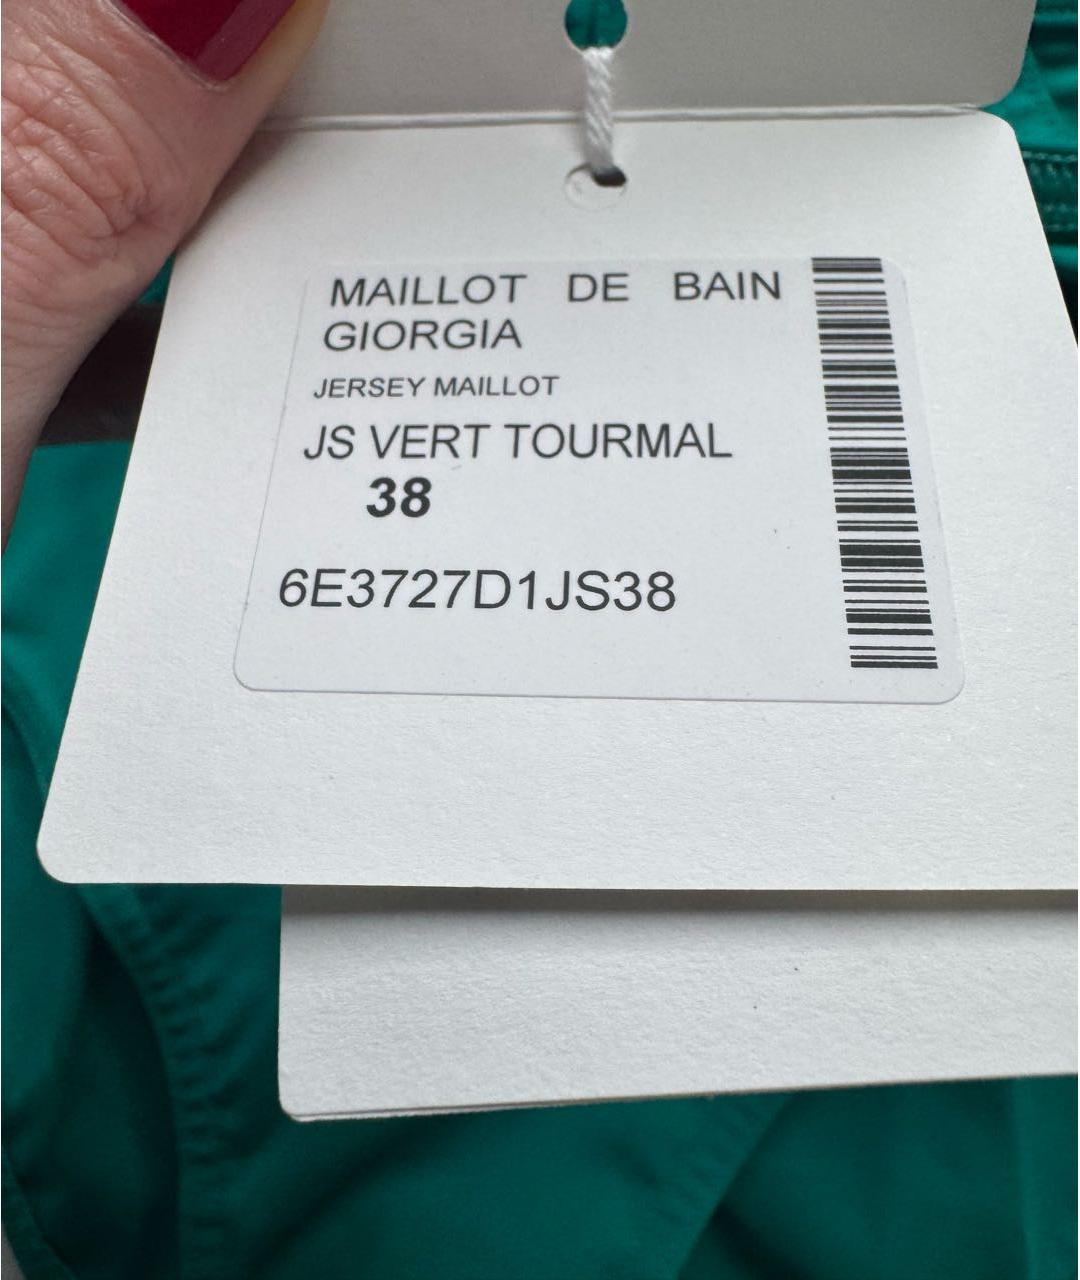 MAILLOT DE BAIN
GIORGIA
JERSEY MAILLOT
JS VERT TOURMAL
38
6E3727D1JS38